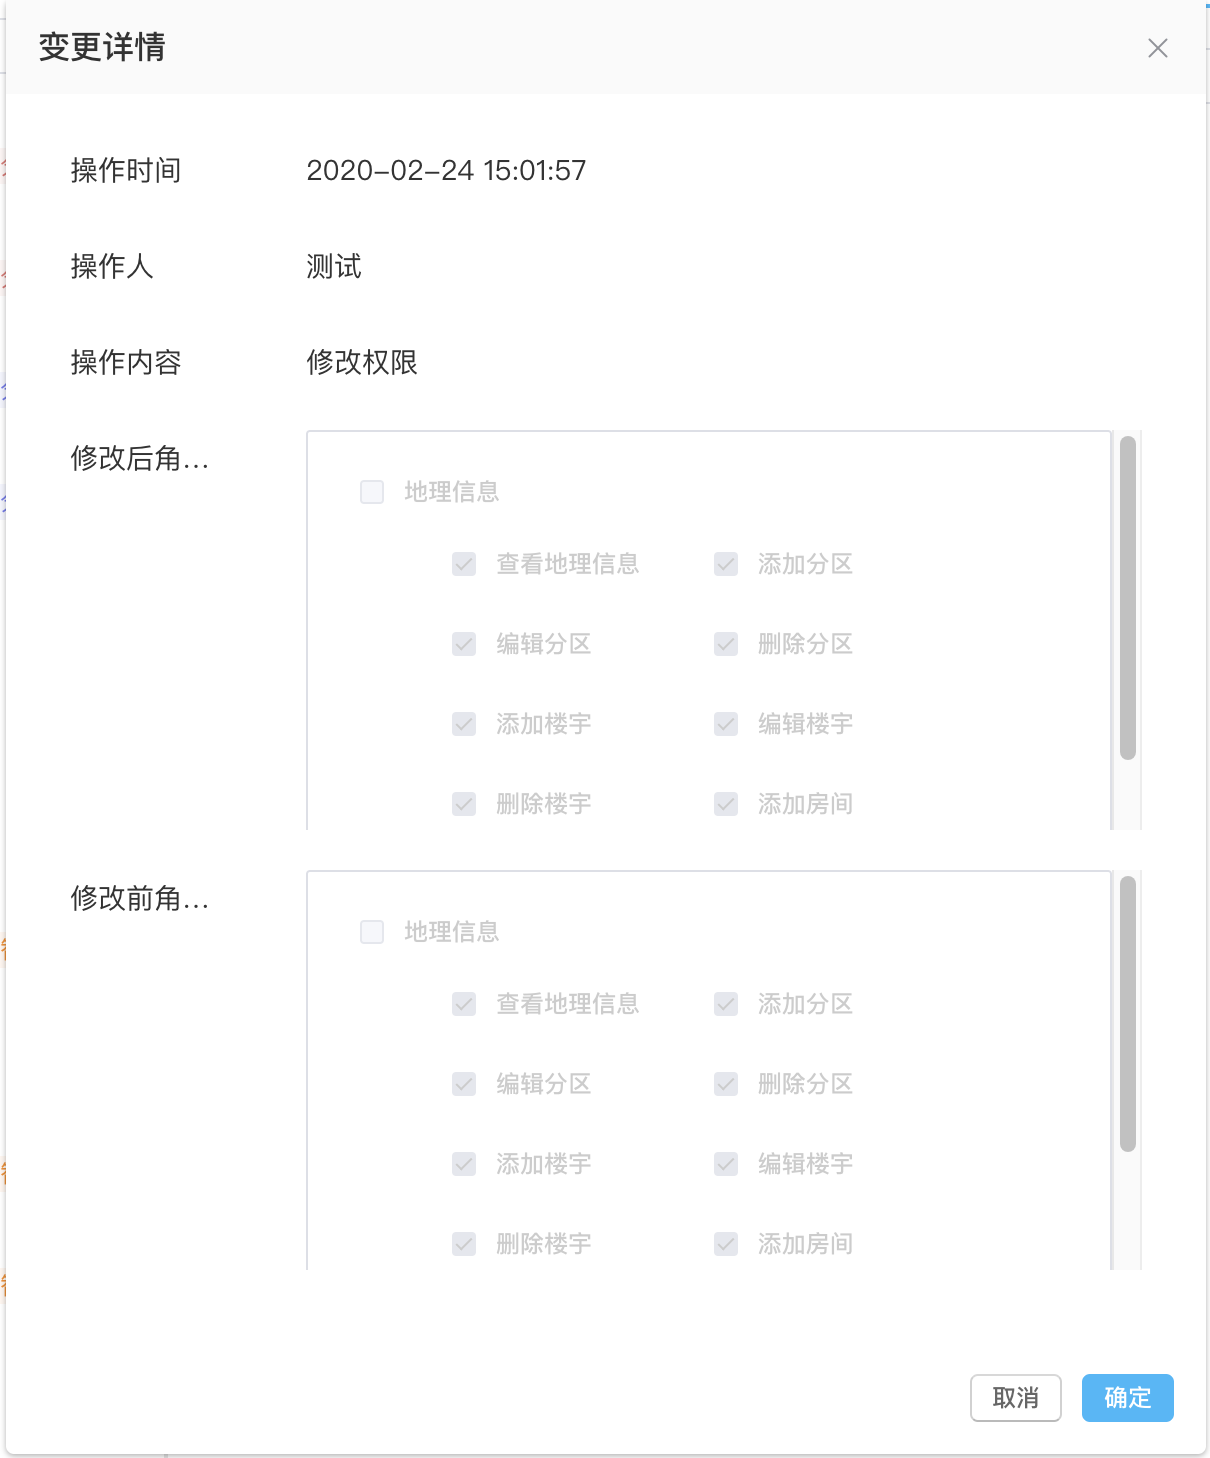 变更详情
操作时间 2020-02-24 15:01:57
操作人 测试
操作内容 修改权限
修改后角...
地理信息
查看地理信息 添加分区
编辑分区 删除分区
添加楼宇 编辑楼宇
删除楼宇 添加房间
修改前角...
地理信息
查看地理信息 添加分区
编辑分区 删除分区
添加楼宇 编辑楼宇
删除楼宇 添加房间
取消 确定